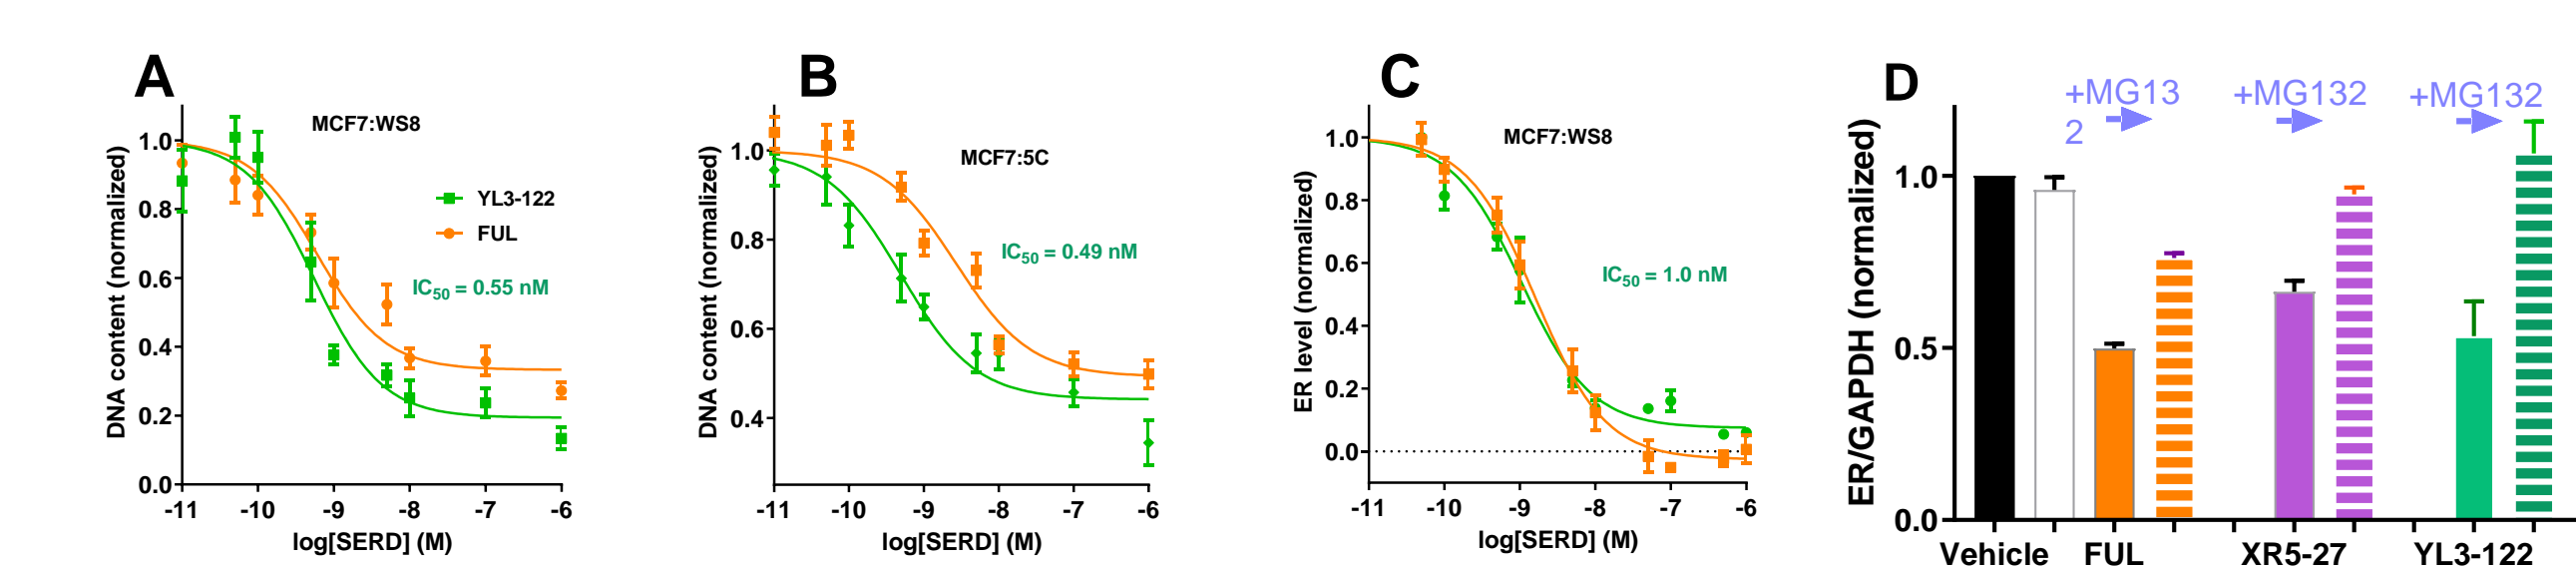 A
MCF7:WS8
DNA content (normalized)
1.0
0.8
0.6
0.4
0.2
0.0
YL3-122
FUL
IC50 = 0.55 nM
-11 -10 -9 -8 -7 -6
log[SERD] (M)
B
MCF7:5C
DNA content (normalized)
1.0
0.8
0.6
0.4
IC50 = 0.49 nM
-11 -10 -9 -8 -7 -6
log[SERD] (M)
C
MCF7:WS8
ER level (normalized)
1.0
0.8
0.6
0.4
0.2
0.0
IC50 = 1.0 nM
-11 -10 -9 -8 -7 -6
log[SERD] (M)
D
+MG13
2
+MG132
+MG132
ER/GAPDH (normalized)
1.0
0.5
0.0
Vehicle FUL XR5-27 YL3-122